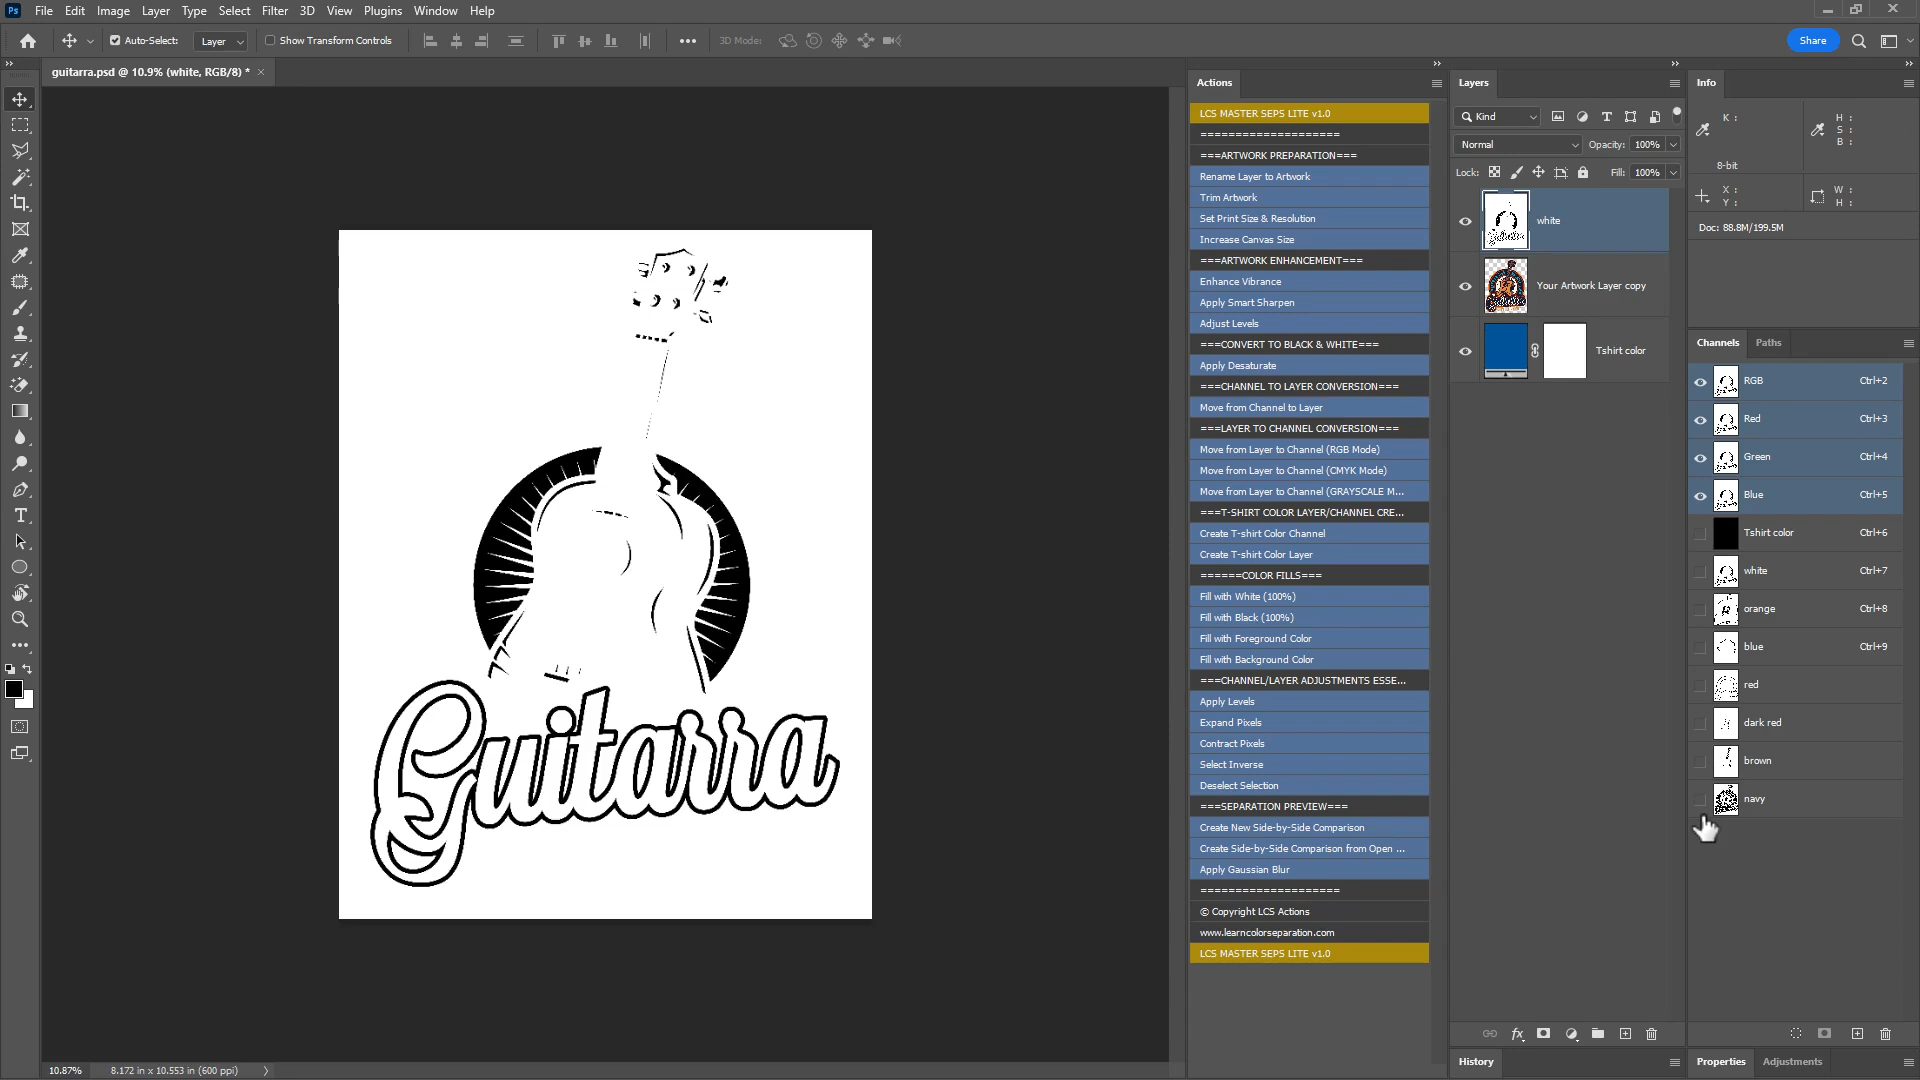 Ps File Edit Image Layer Type Select Filter 3D View Plugins Window Help
Auto-Select: Layer Show Transform Controls 3D Mode: Share
guitarra.psd @ 10.9% (white, RGB/8) *
Guitarra
10.87% 8.172 in x 10.553 in (600 ppi)
Actions
LCS MASTER SEPS LITE v1.0
====================
===ARTWORK PREPARATION===
Rename Layer to Artwork
Trim Artwork
Set Print Size & Resolution
Increase Canvas Size
===ARTWORK ENHANCEMENT===
Enhance Vibrance
Apply Smart Sharpen
Adjust Levels
===CONVERT TO BLACK & WHITE===
Apply Desaturate
===CHANNEL TO LAYER CONVERSION===
Move from Channel to Layer
===LAYER TO CHANNEL CONVERSION===
Move from Layer to Channel (RGB Mode)
Move from Layer to Channel (CMYK Mode)
Move from Layer to Channel (GRAYSCALE M...
===T-SHIRT COLOR LAYER/CHANNEL CRE...
Create T-shirt Color Channel
Create T-shirt Color Layer
======COLOR FILLS===
Fill with White (100%)
Fill with Black (100%)
Fill with Foreground Color
Fill with Background Color
===CHANNEL/LAYER ADJUSTMENTS ESSE...
Apply Levels
Expand Pixels
Contract Pixels
Select Inverse
Deselect Selection
===SEPARATION PREVIEW===
Create New Side-by-Side Comparison
Create Side-by-Side Comparison from Open ...
Apply Gaussian Blur
====================
© Copyright LCS Actions
www.learncolorseparation.com
LCS MASTER SEPS LITE v1.0
Layers
Kind
Normal Opacity: 100%
Lock: Fill: 100%
white
Your Artwork Layer copy
Tshirt color
History
Info
K : H :
S :
B :
8-bit
X : W :
Y : H :
Doc: 88.8M/199.5M
Channels Paths
RGB Ctrl+2
Red Ctrl+3
Green Ctrl+4
Blue Ctrl+5
Tshirt color Ctrl+6
white Ctrl+7
orange Ctrl+8
blue Ctrl+9
red
dark red
brown
navy
Properties Adjustments